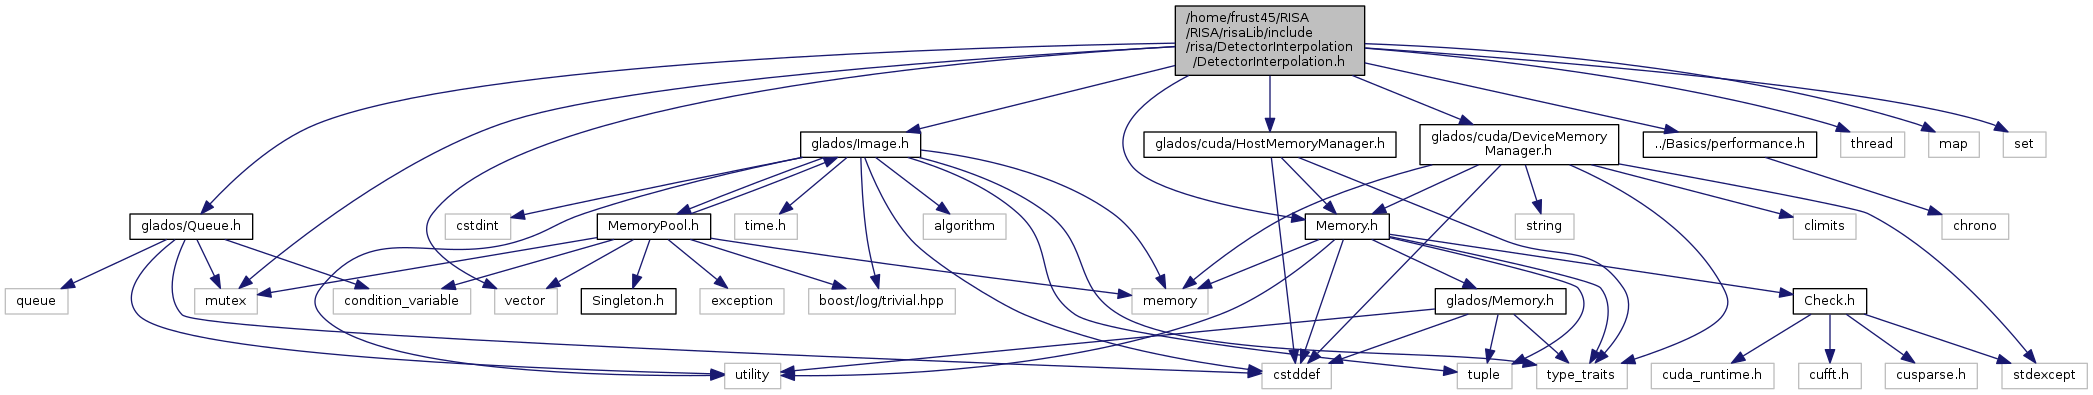 /home/frust45/RISA
/RISA/risaLib/include
/risa/DetectorInterpolation
/DetectorInterpolation.h
glados/Image.h
glados/cuda/HostMemoryManager.h
glados/cuda/DeviceMemory
Manager.h
../Basics/performance.h
thread
map
set
glados/Queue.h
cstdint
MemoryPool.h
time.h
algorithm
Memory.h
string
climits
chrono
queue
mutex
condition_variable
vector
Singleton.h
exception
boost/log/trivial.hpp
memory
glados/Memory.h
Check.h
utility
cstddef
tuple
type_traits
cuda_runtime.h
cufft.h
cusparse.h
stdexcept